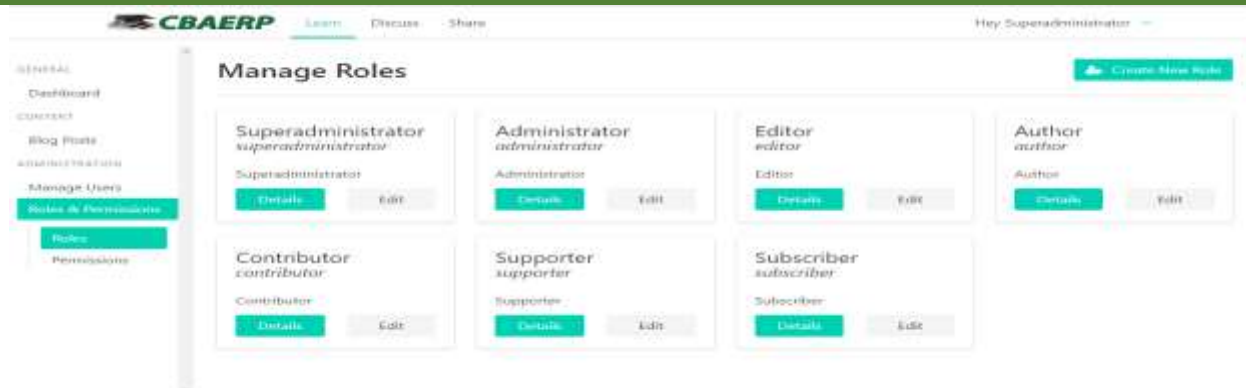 CBAERP Learn Discuss Share Hey Superadministrator
GENERAL
Dashboard
CONTENT
Blog Posts
ADMINISTRATION
Manage Users
Roles & Permissions
Roles
Permissions
Manage Roles
Create New Role
Superadministrator
superadministrator
Superadministrator
Details Edit
Administrator
administrator
Administrator
Details Edit
Editor
editor
Editor
Details Edit
Author
author
Author
Details Edit
Contributor
contributor
Contributor
Details Edit
Supporter
supporter
Supporter
Details Edit
Subscriber
subscriber
Subscriber
Details Edit